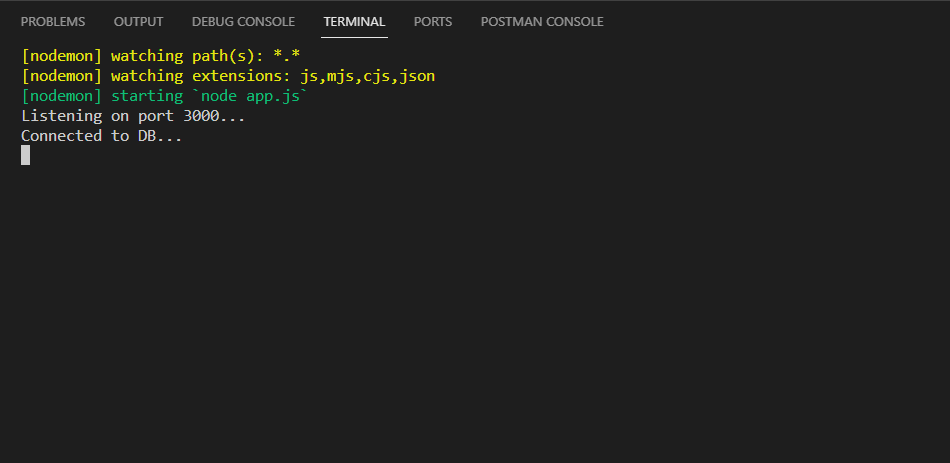 PROBLEMS OUTPUT DEBUG CONSOLE TERMINAL PORTS POSTMAN CONSOLE
[nodemon] watching path(s): *.*
[nodemon] watching extensions: js,mjs,cjs,json
[nodemon] starting `node app.js`
Listening on port 3000...
Connected to DB...